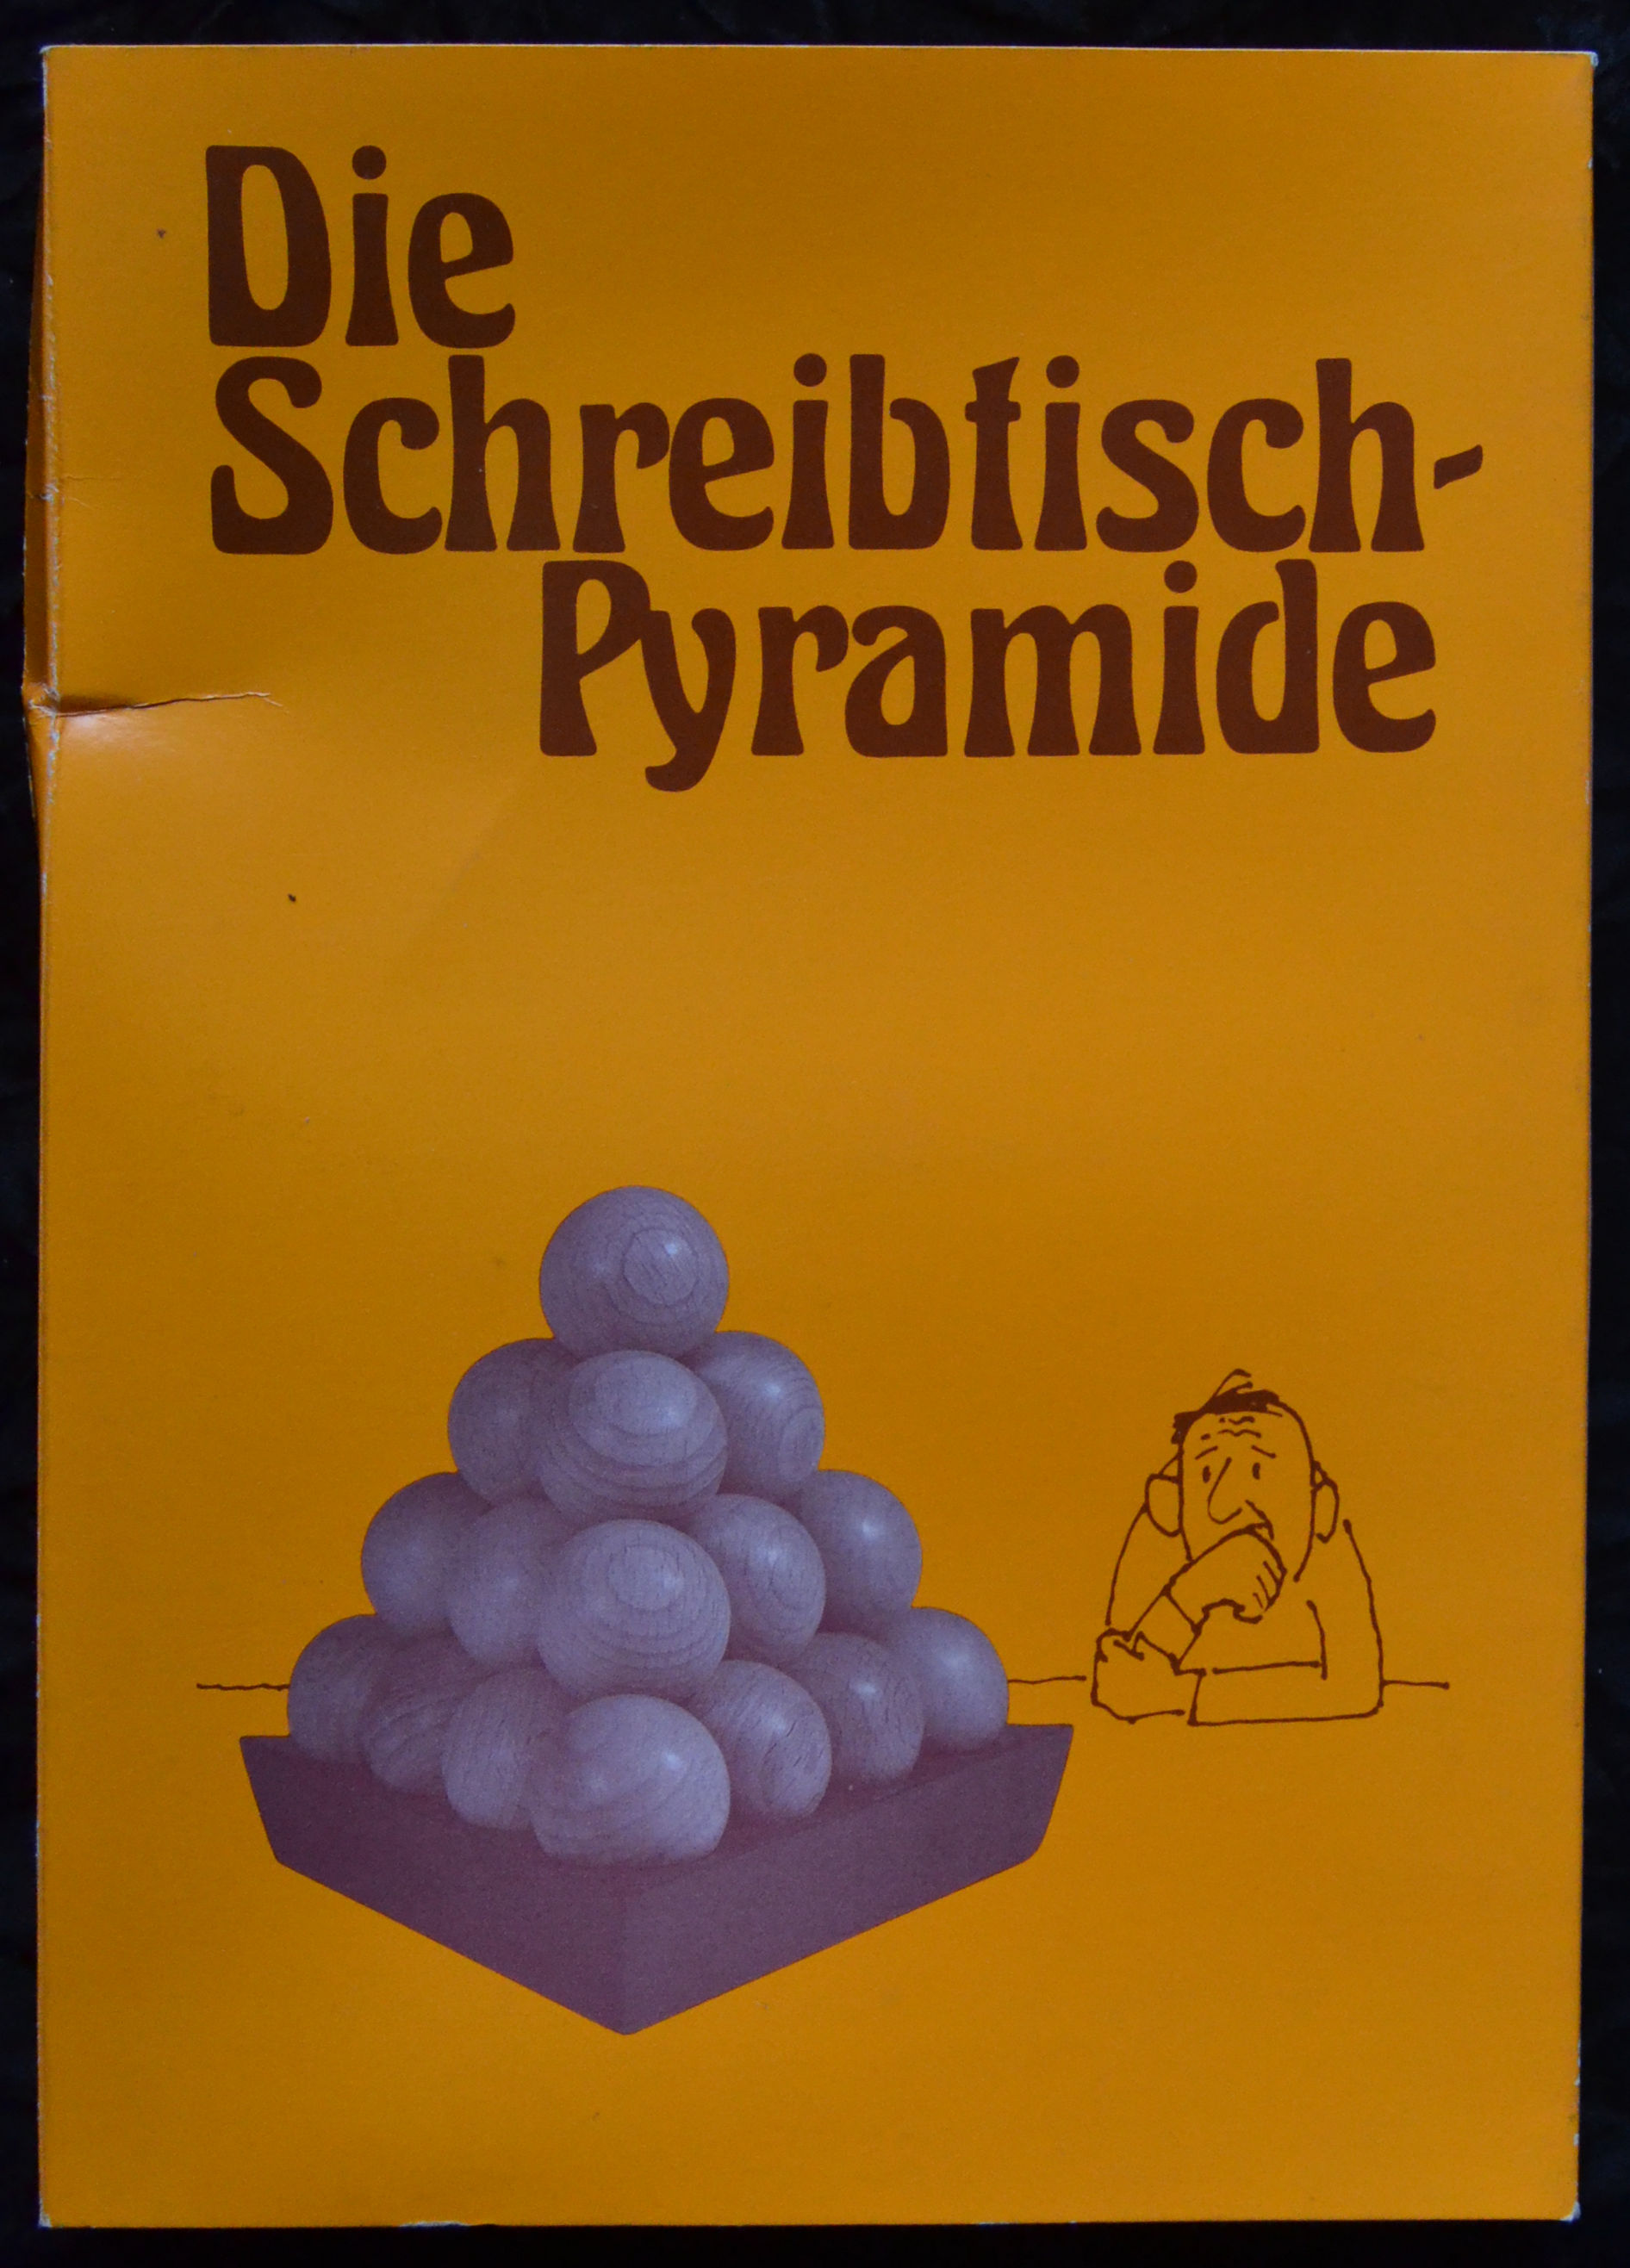 Die
Schreibtisch-
Pyramide